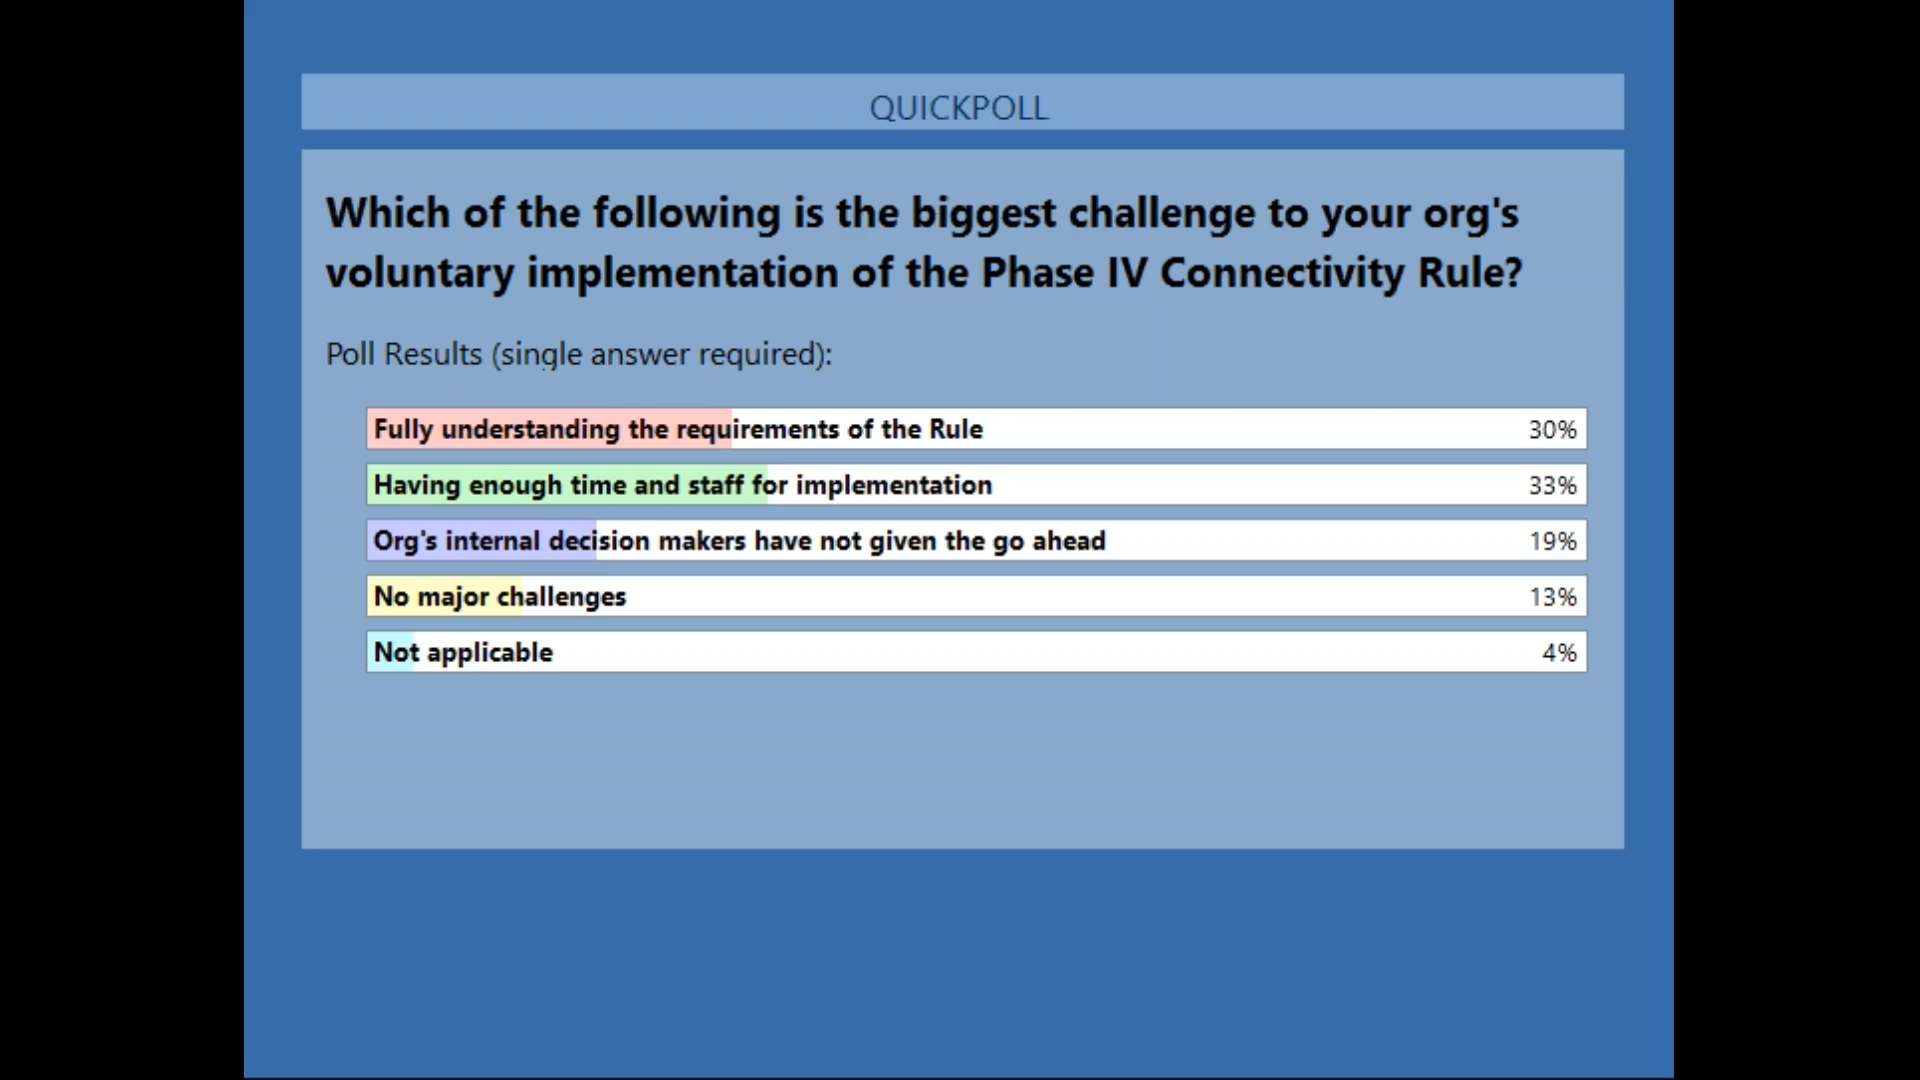 QUICKPOLL
Which of the following is the biggest challenge to your org's
voluntary implementation of the Phase IV Connectivity Rule?
Poll Results (single answer required):
Fully understanding the requirements of the Rule 30%
Having enough time and staff for implementation 33%
Org's internal decision makers have not given the go ahead 19%
No major challenges 13%
Not applicable 4%